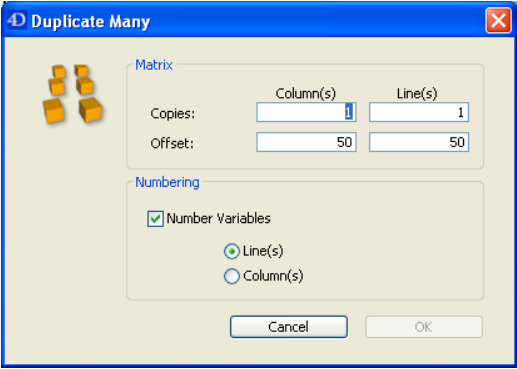 4D Duplicate Many
Matrix
Column(s) Line(s)
Copies: 1 1
Offset: 50 50
Numbering
Number Variables
Line(s)
Column(s)
Cancel OK